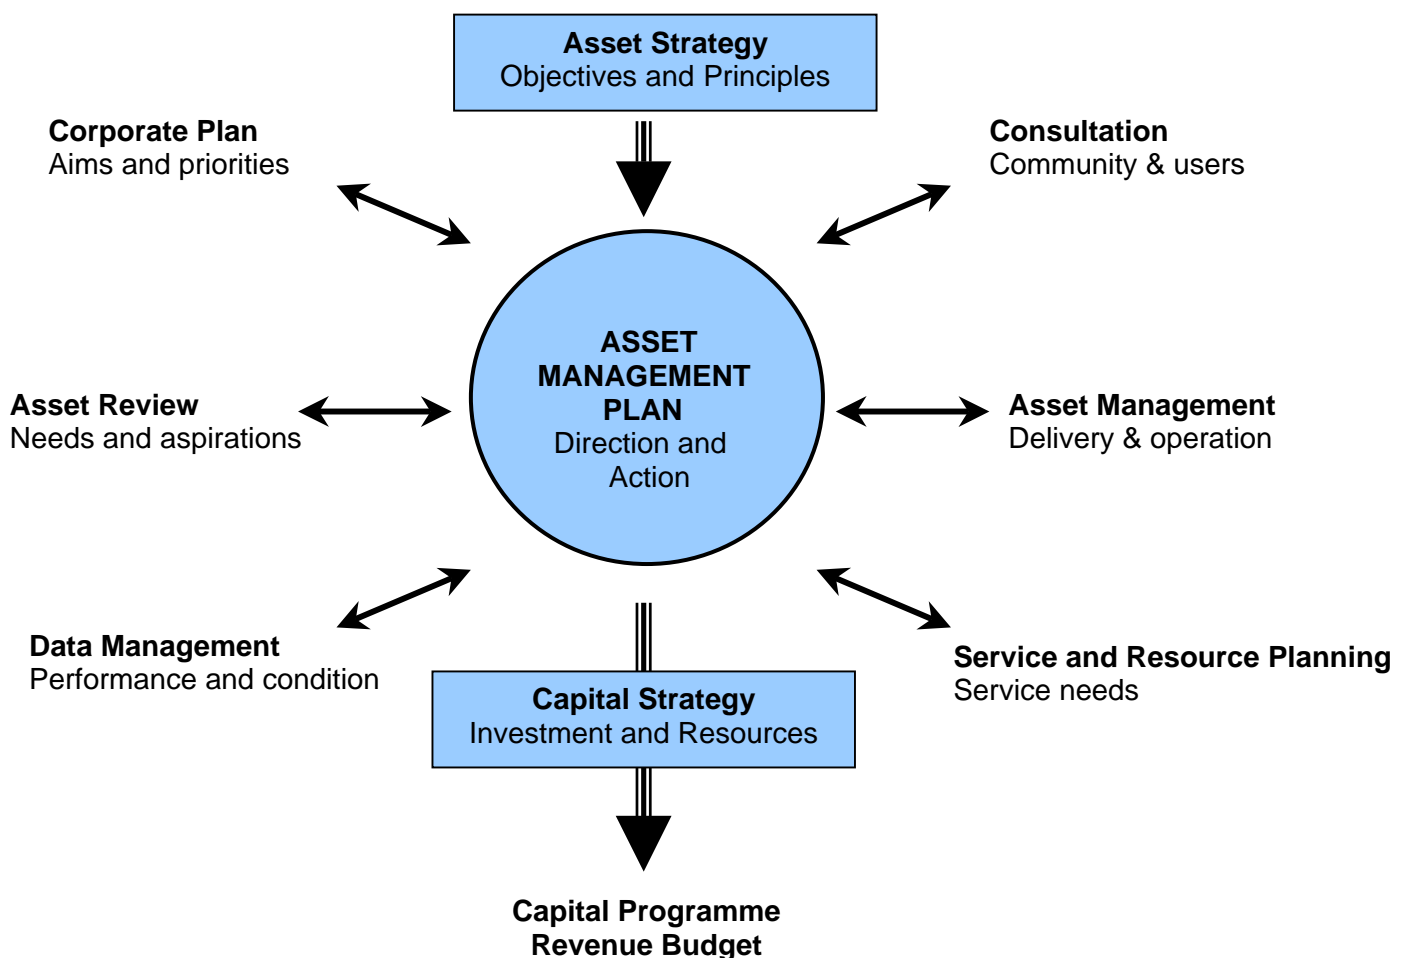 Asset Strategy
Objectives and Principles
Corporate Plan
Aims and priorities
Consultation
Community & users
ASSET
MANAGEMENT
PLAN
Direction and
Action
Asset Review
Needs and aspirations
Asset Management
Delivery & operation
Data Management
Performance and condition
Service and Resource Planning
Service needs
Capital Strategy
Investment and Resources
Capital Programme
Revenue Budget